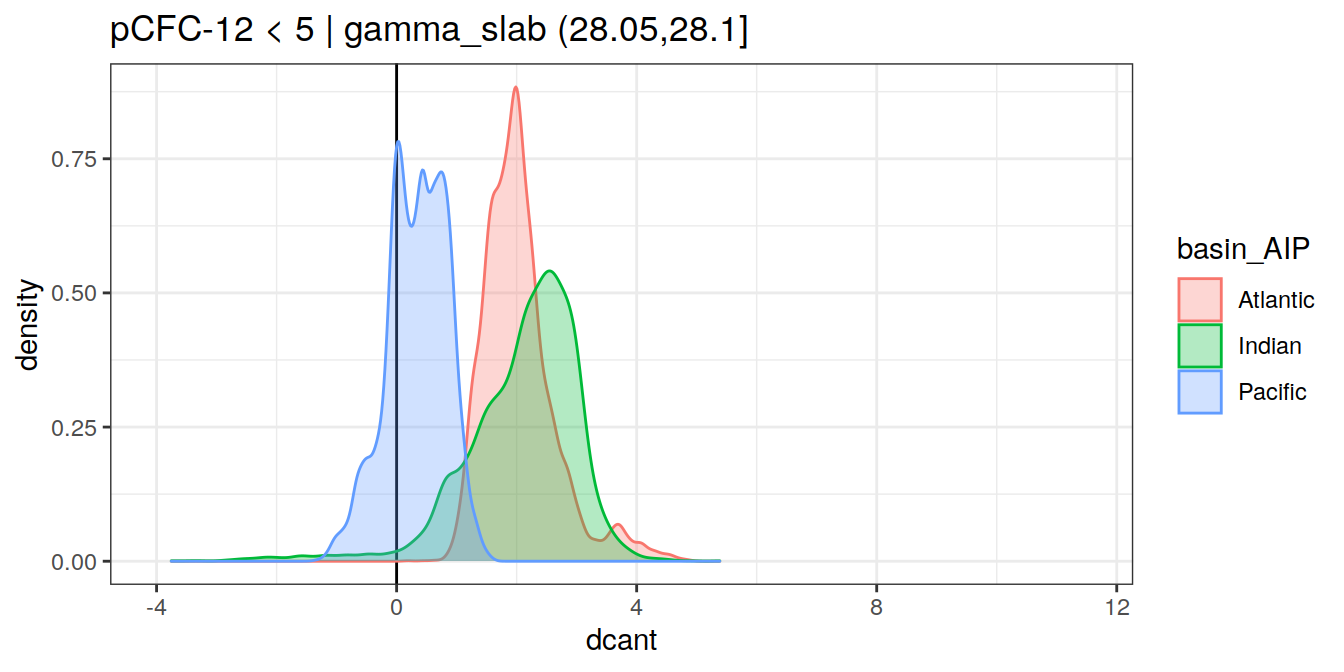 pCFC-12 < 5 | gamma_slab (28.05,28.1]
density
0.75
0.50
0.25
0.00
-4
0
4
8
12
dcant
basin_AIP
Atlantic
Indian
Pacific